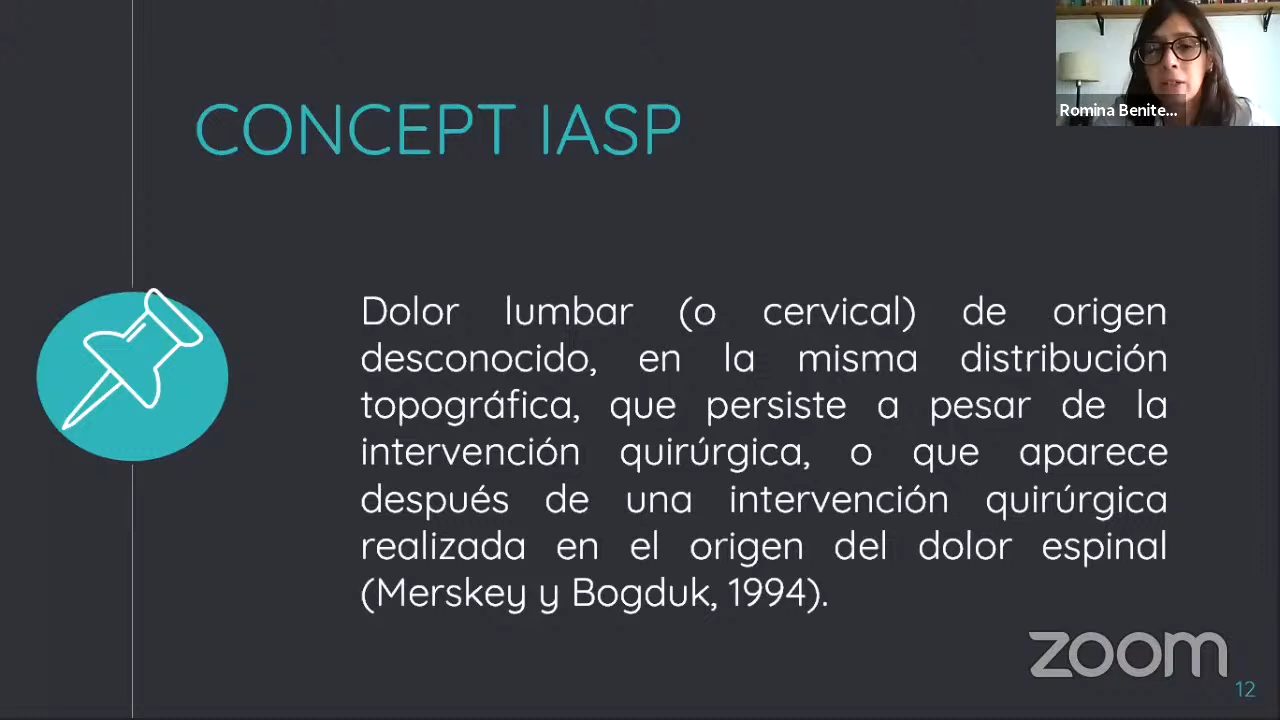 CONCEPT IASP
Romina Benite...
Dolor lumbar (o cervical) de origen
desconocido, en la misma distribución
topográfica, que persiste a pesar de la
intervención quirúrgica, o que aparece
después de una intervención quirúrgica
realizada en el origen del dolor espinal
(Merskey y Bogduk, 1994).
zoom
12